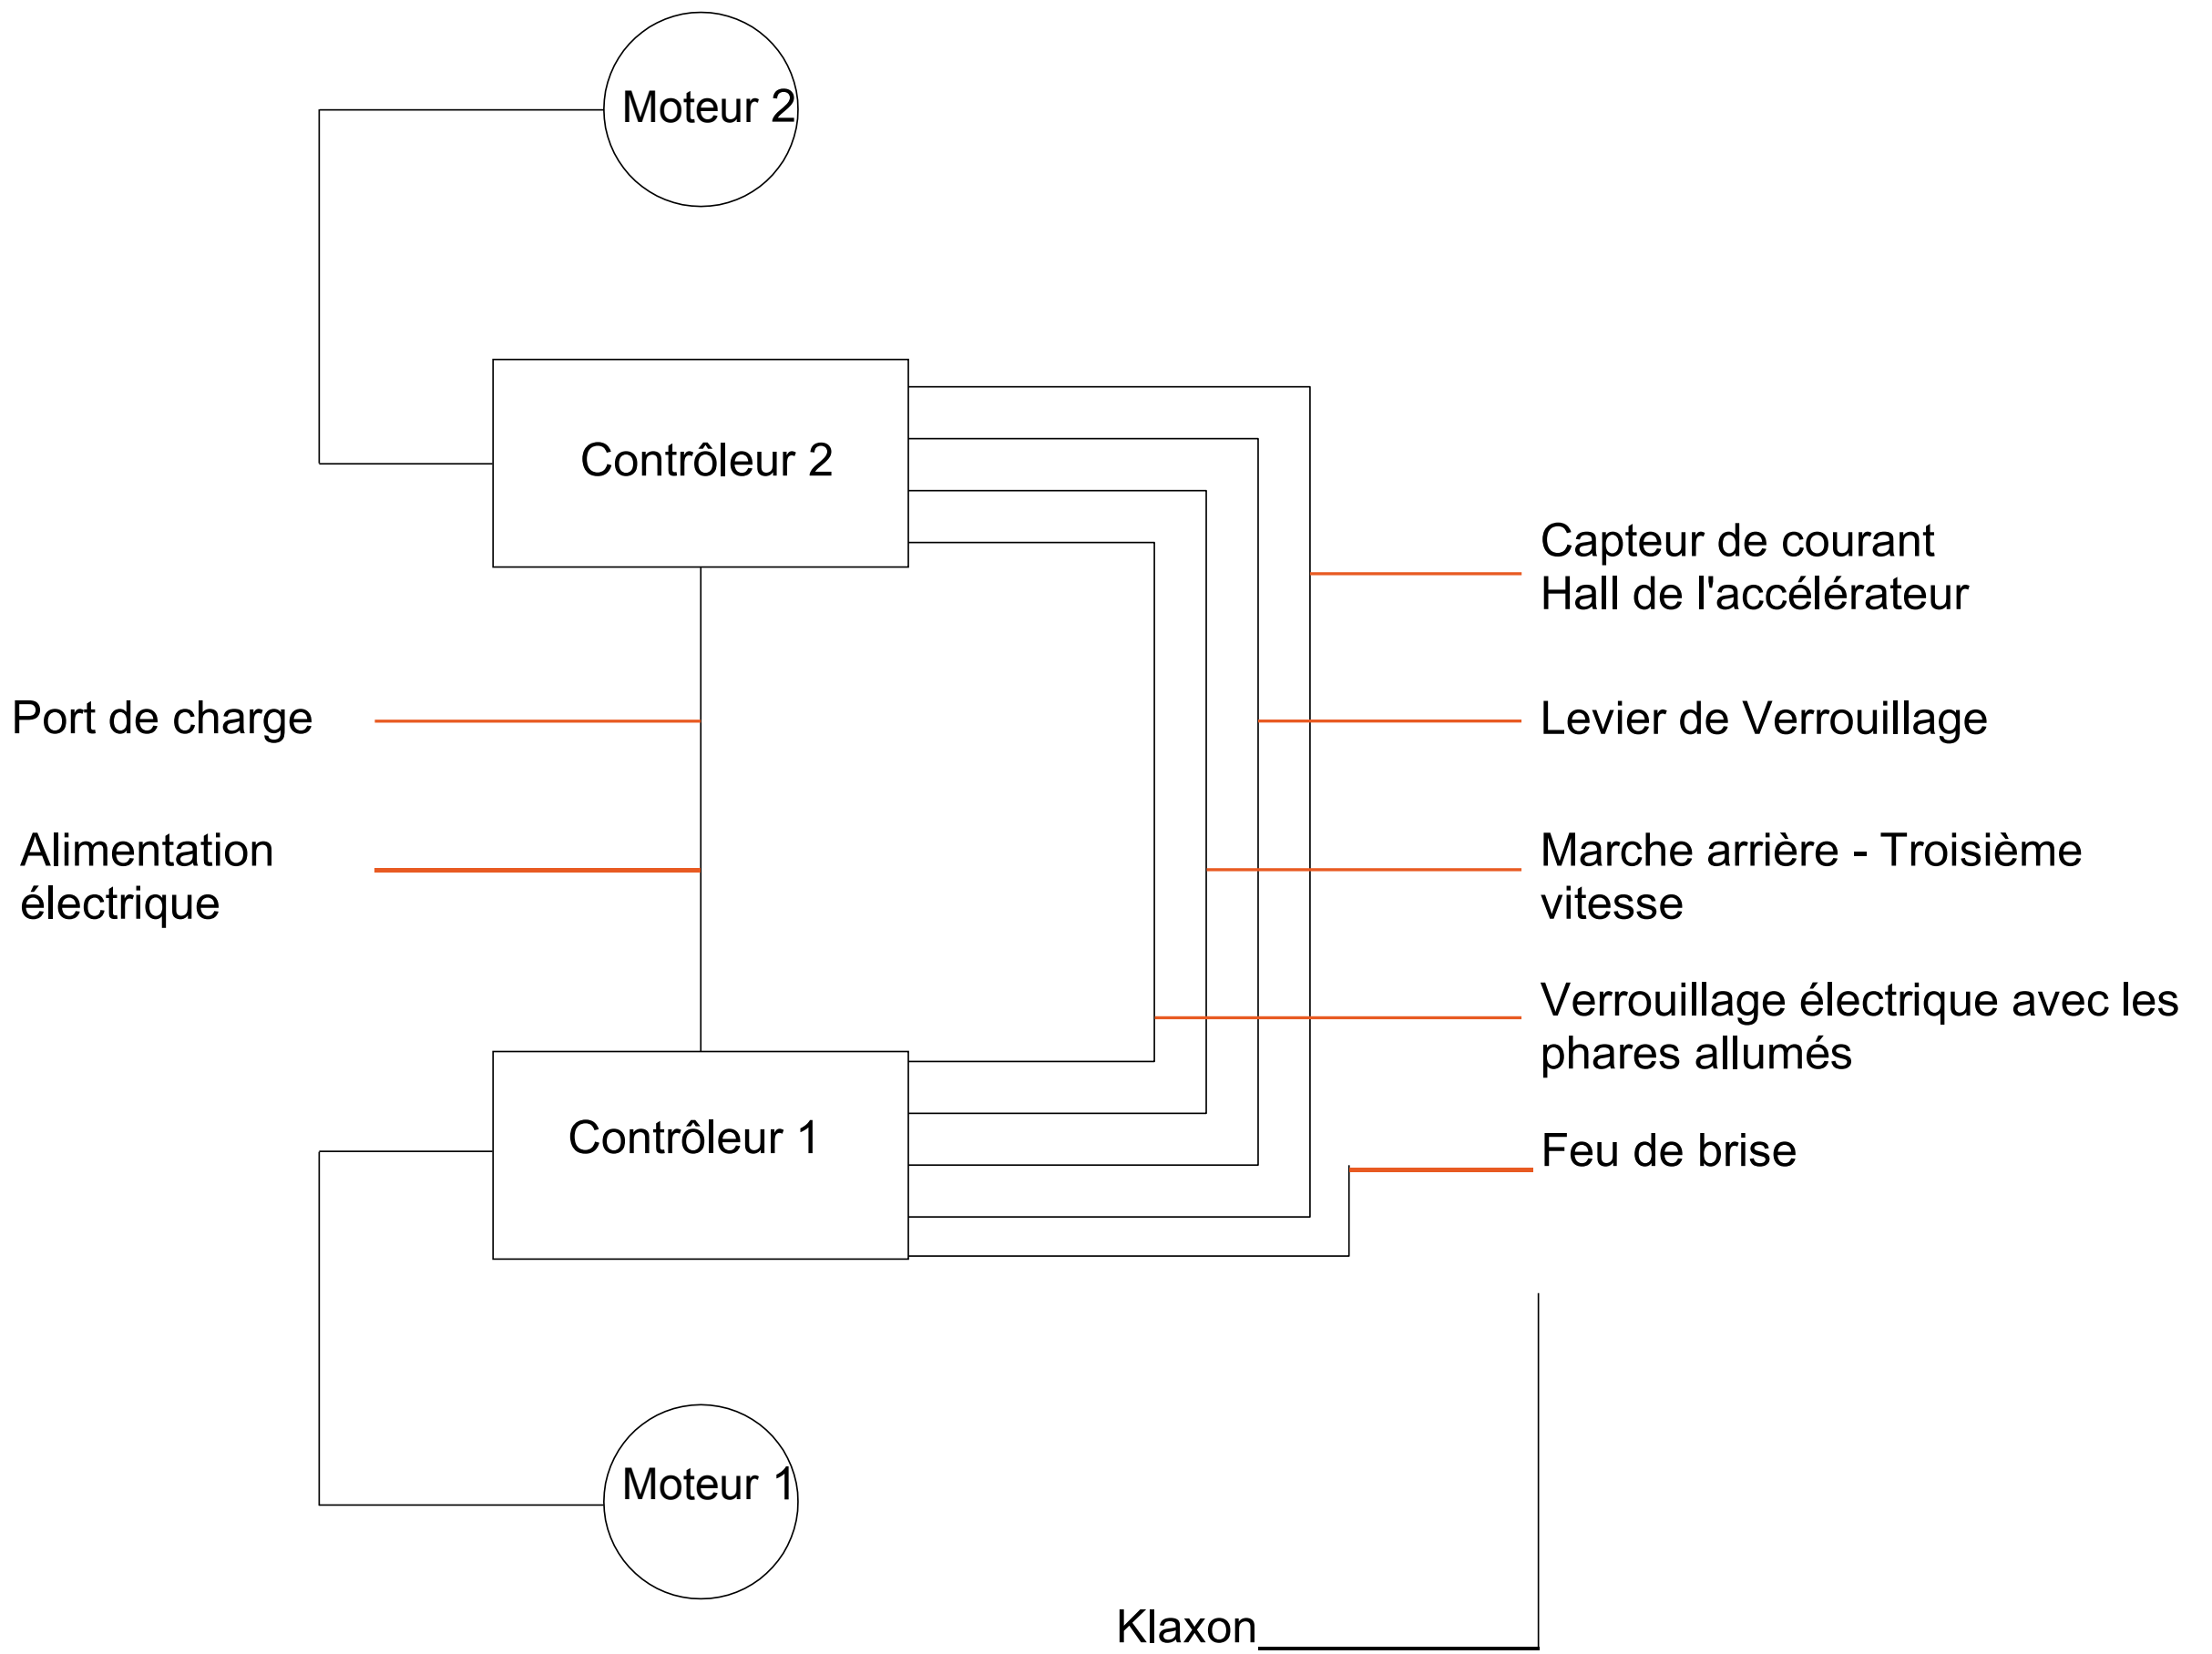 Moteur 2
Contrôleur 2
Capteur de courant
Hall de l'accélérateur
Port de charge
Levier de Verrouillage
Alimentation
électrique
Marche arrière - Troisième
vitesse
Verrouillage électrique avec les
phares allumés
Contrôleur 1
Feu de brise
Moteur 1
Klaxon